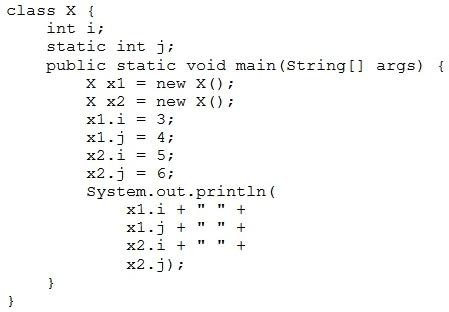 class X {
    int i;
    static int j;
    public static void main(String[] args) {
        X x1 = new X();
        X x2 = new X();
        x1.i = 3;
        x1.j = 4;
        x2.i = 5;
        x2.j = 6;
        System.out.println(
            x1.i + " " +
            x1.j + " " +
            x2.i + " " +
            x2.j);
    }
}